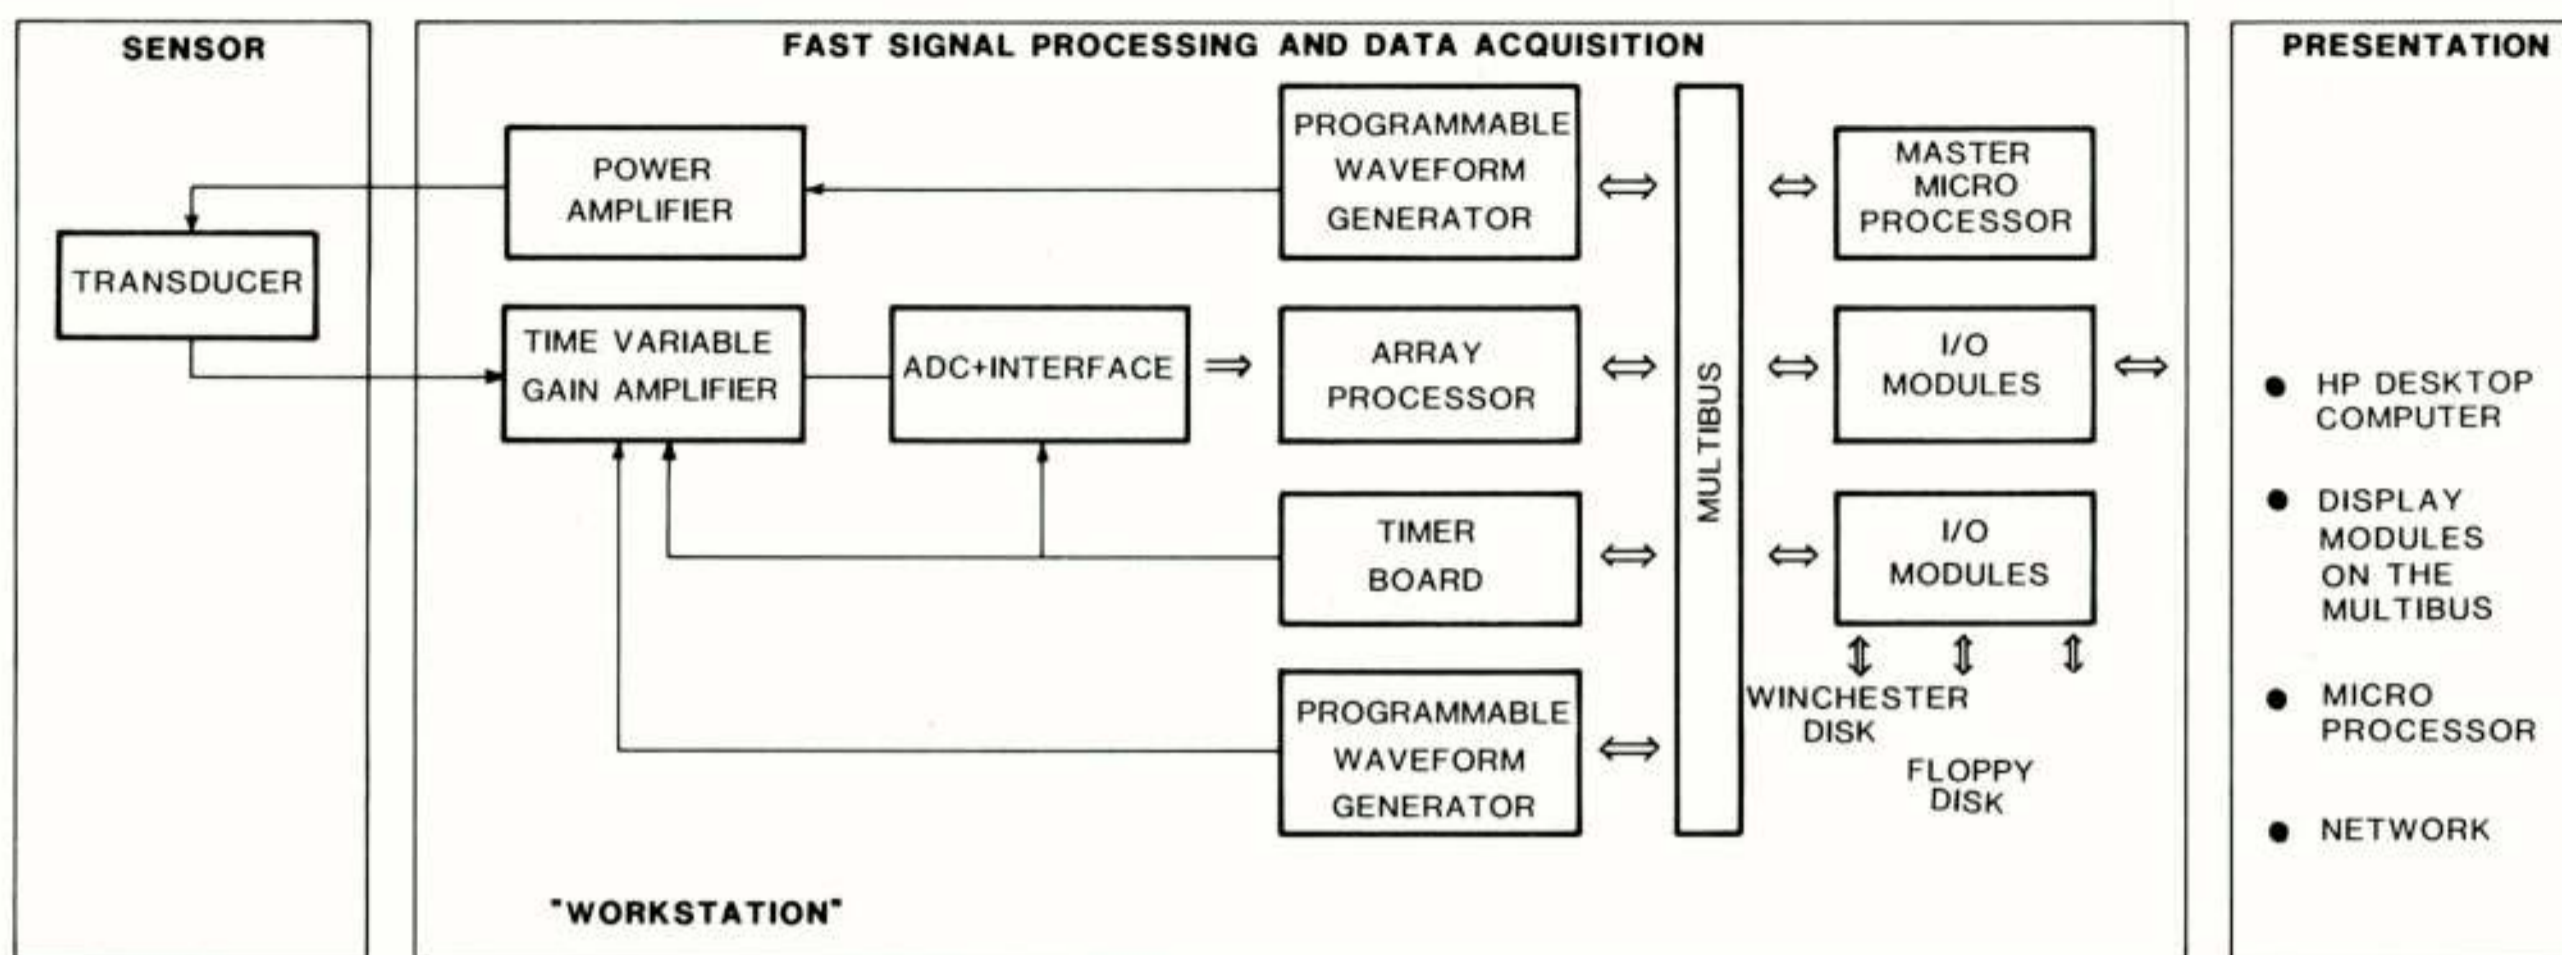 SENSOR
FAST SIGNAL PROCESSING AND DATA ACQUISITION
PRESENTATION
TRANSDUCER
POWER
AMPLIFIER
TIME VARIABLE
GAIN AMPLIFIER
ADC+INTERFACE
PROGRAMMABLE
WAVEFORM
GENERATOR
ARRAY
PROCESSOR
TIMER
BOARD
PROGRAMMABLE
WAVEFORM
GENERATOR
MULTIBUS
MASTER
MICRO
PROCESSOR
I/O
MODULES
I/O
MODULES
WINCHESTER
DISK
FLOPPY
DISK
"WORKSTATION"
● HP DESKTOP
COMPUTER
● DISPLAY
MODULES
ON THE
MULTIBUS
● MICRO
PROCESSOR
● NETWORK